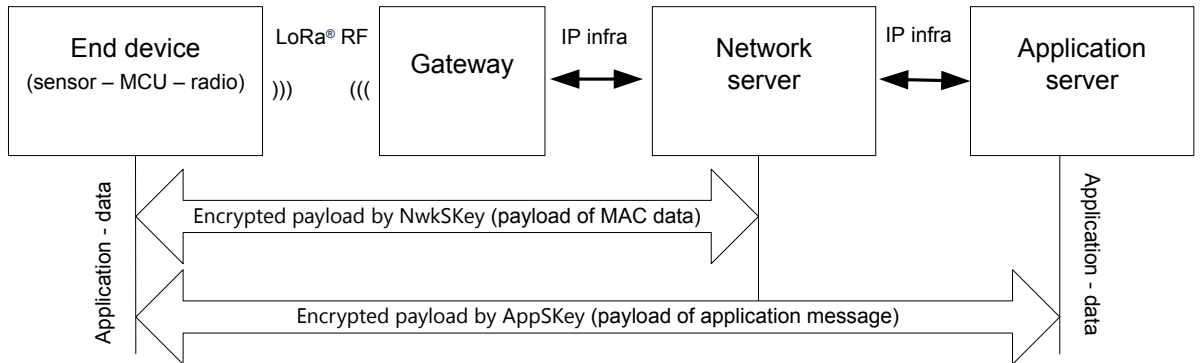 End device
(sensor – MCU – radio)
LoRa® RF
)))
(((
Gateway
IP infra
Network
server
IP infra
Application
server
Encrypted payload by NwkSKey (payload of MAC data)
Encrypted payload by AppSKey (payload of application message)
Application - data
Application - data